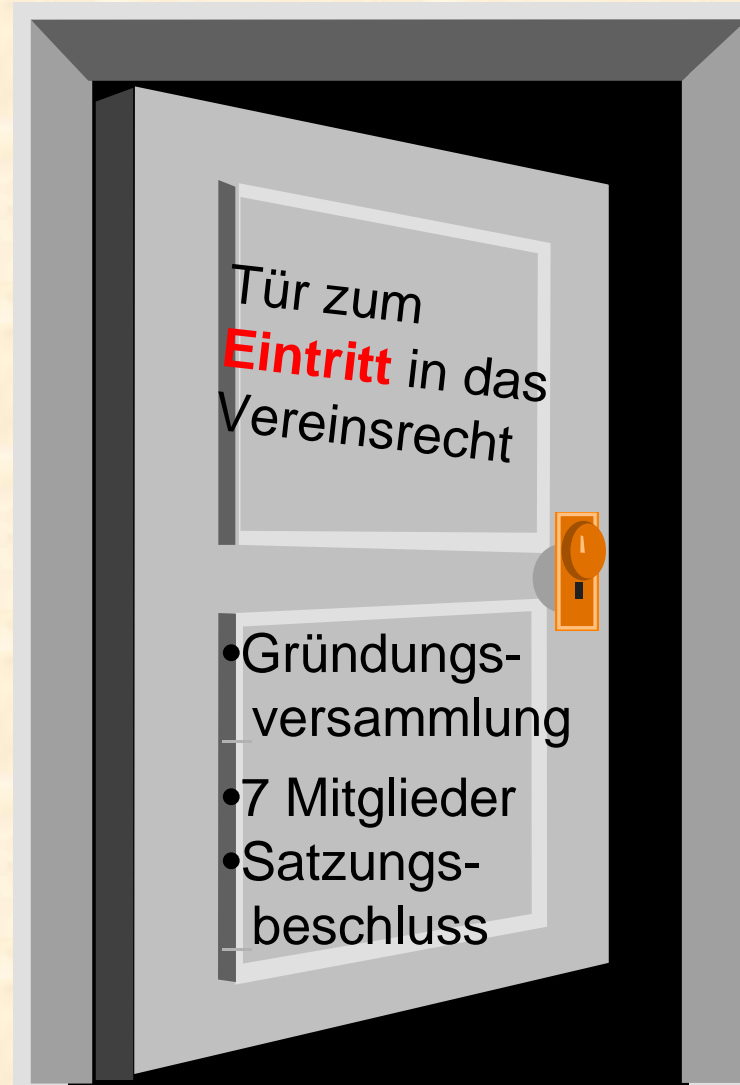 Tür zum
Eintritt in das
Vereinsrecht
•Gründungs-
versammlung
•7 Mitglieder
•Satzungs-
beschluss